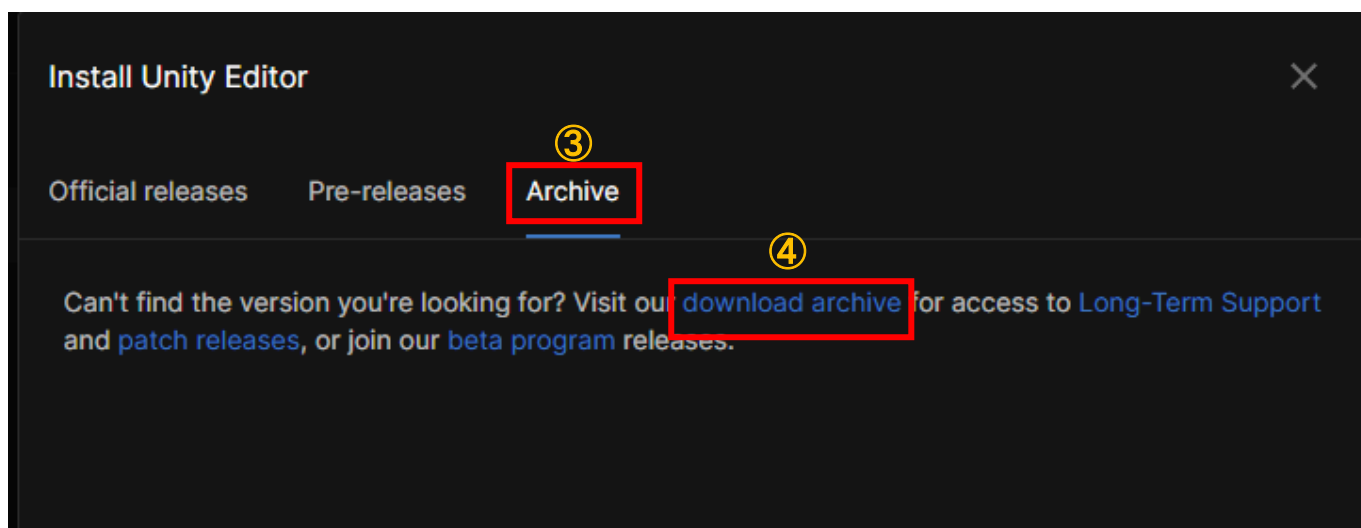 Install Unity Editor
③
Official releases Pre-releases Archive
④
Can't find the version you're looking for? Visit our download archive for access to Long-Term Support
and patch releases, or join our beta program releases.